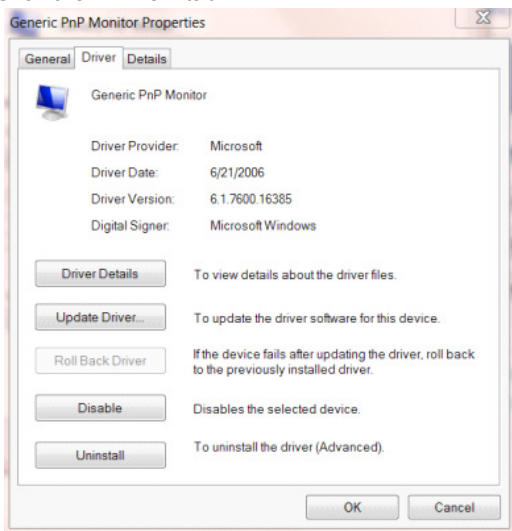 Generic PnP Monitor Properties
General Driver Details
Generic PnP Monitor
Driver Provider: Microsoft
Driver Date: 6/21/2006
Driver Version: 6.1.7600.16385
Digital Signer: Microsoft Windows
Driver Details To view details about the driver files.
Update Driver... To update the driver software for this device.
Roll Back Driver If the device fails after updating the driver, roll back
to the previously installed driver.
Disable Disables the selected device.
Uninstall To uninstall the driver (Advanced).
OK Cancel